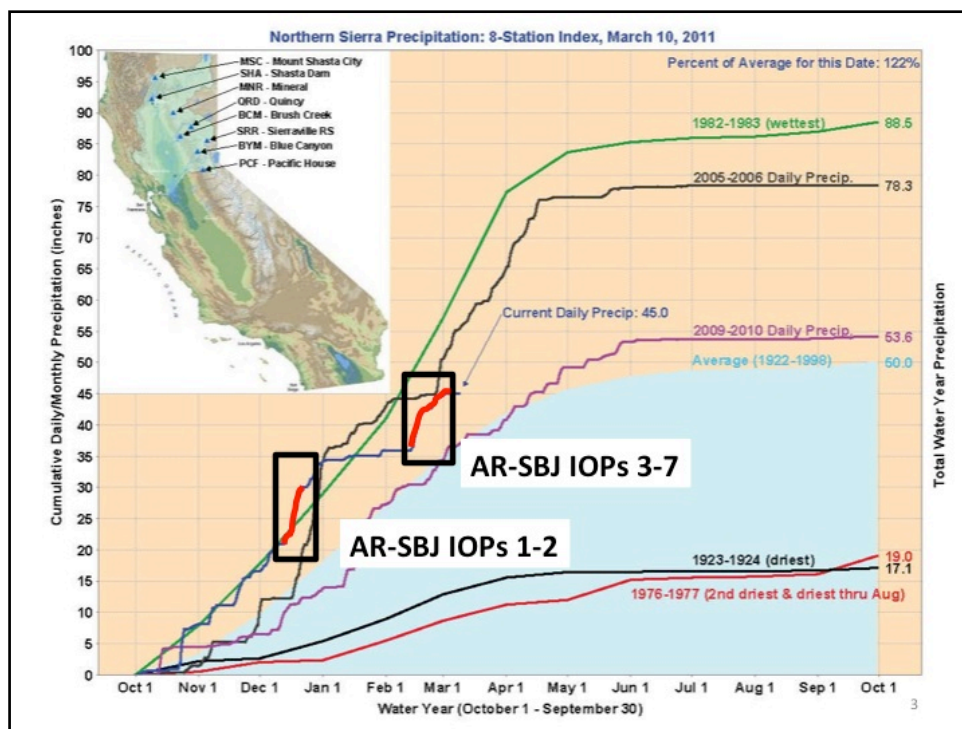 Northern Sierra Precipitation: 8-Station Index, March 10, 2011
Percent of Average for this Date: 122%
MSC - Mount Shasta City
SHA - Shasta Dam
MNR - Mineral
QRD - Quincy
BCM - Brush Creek
SRR - Sierraville RS
BYM - Blue Canyon
PCF - Pacific House
San Francisco
PACIFIC OCEAN
Los Angeles
San Diego
1982-1983 (wettest)
88.5
2005-2006 Daily Precip.
78.3
Current Daily Precip: 45.0
2009-2010 Daily Precip.
53.6
Average (1922-1998)
50.0
AR-SBJ IOPs 3-7
AR-SBJ IOPs 1-2
1923-1924 (driest)
19.0
17.1
1976-1977 (2nd driest & driest thru Aug)
Cumulative Daily/Monthly Precipitation (inches)
Total Water Year Precipitation
100
95
90
85
80
75
70
65
60
55
50
45
40
35
30
25
20
15
10
5
0
Oct 1 Nov 1 Dec 1 Jan 1 Feb 1 Mar 1 Apr 1 May 1 Jun 1 Jul 1 Aug 1 Sep 1 Oct 1
Water Year (October 1 - September 30)
3